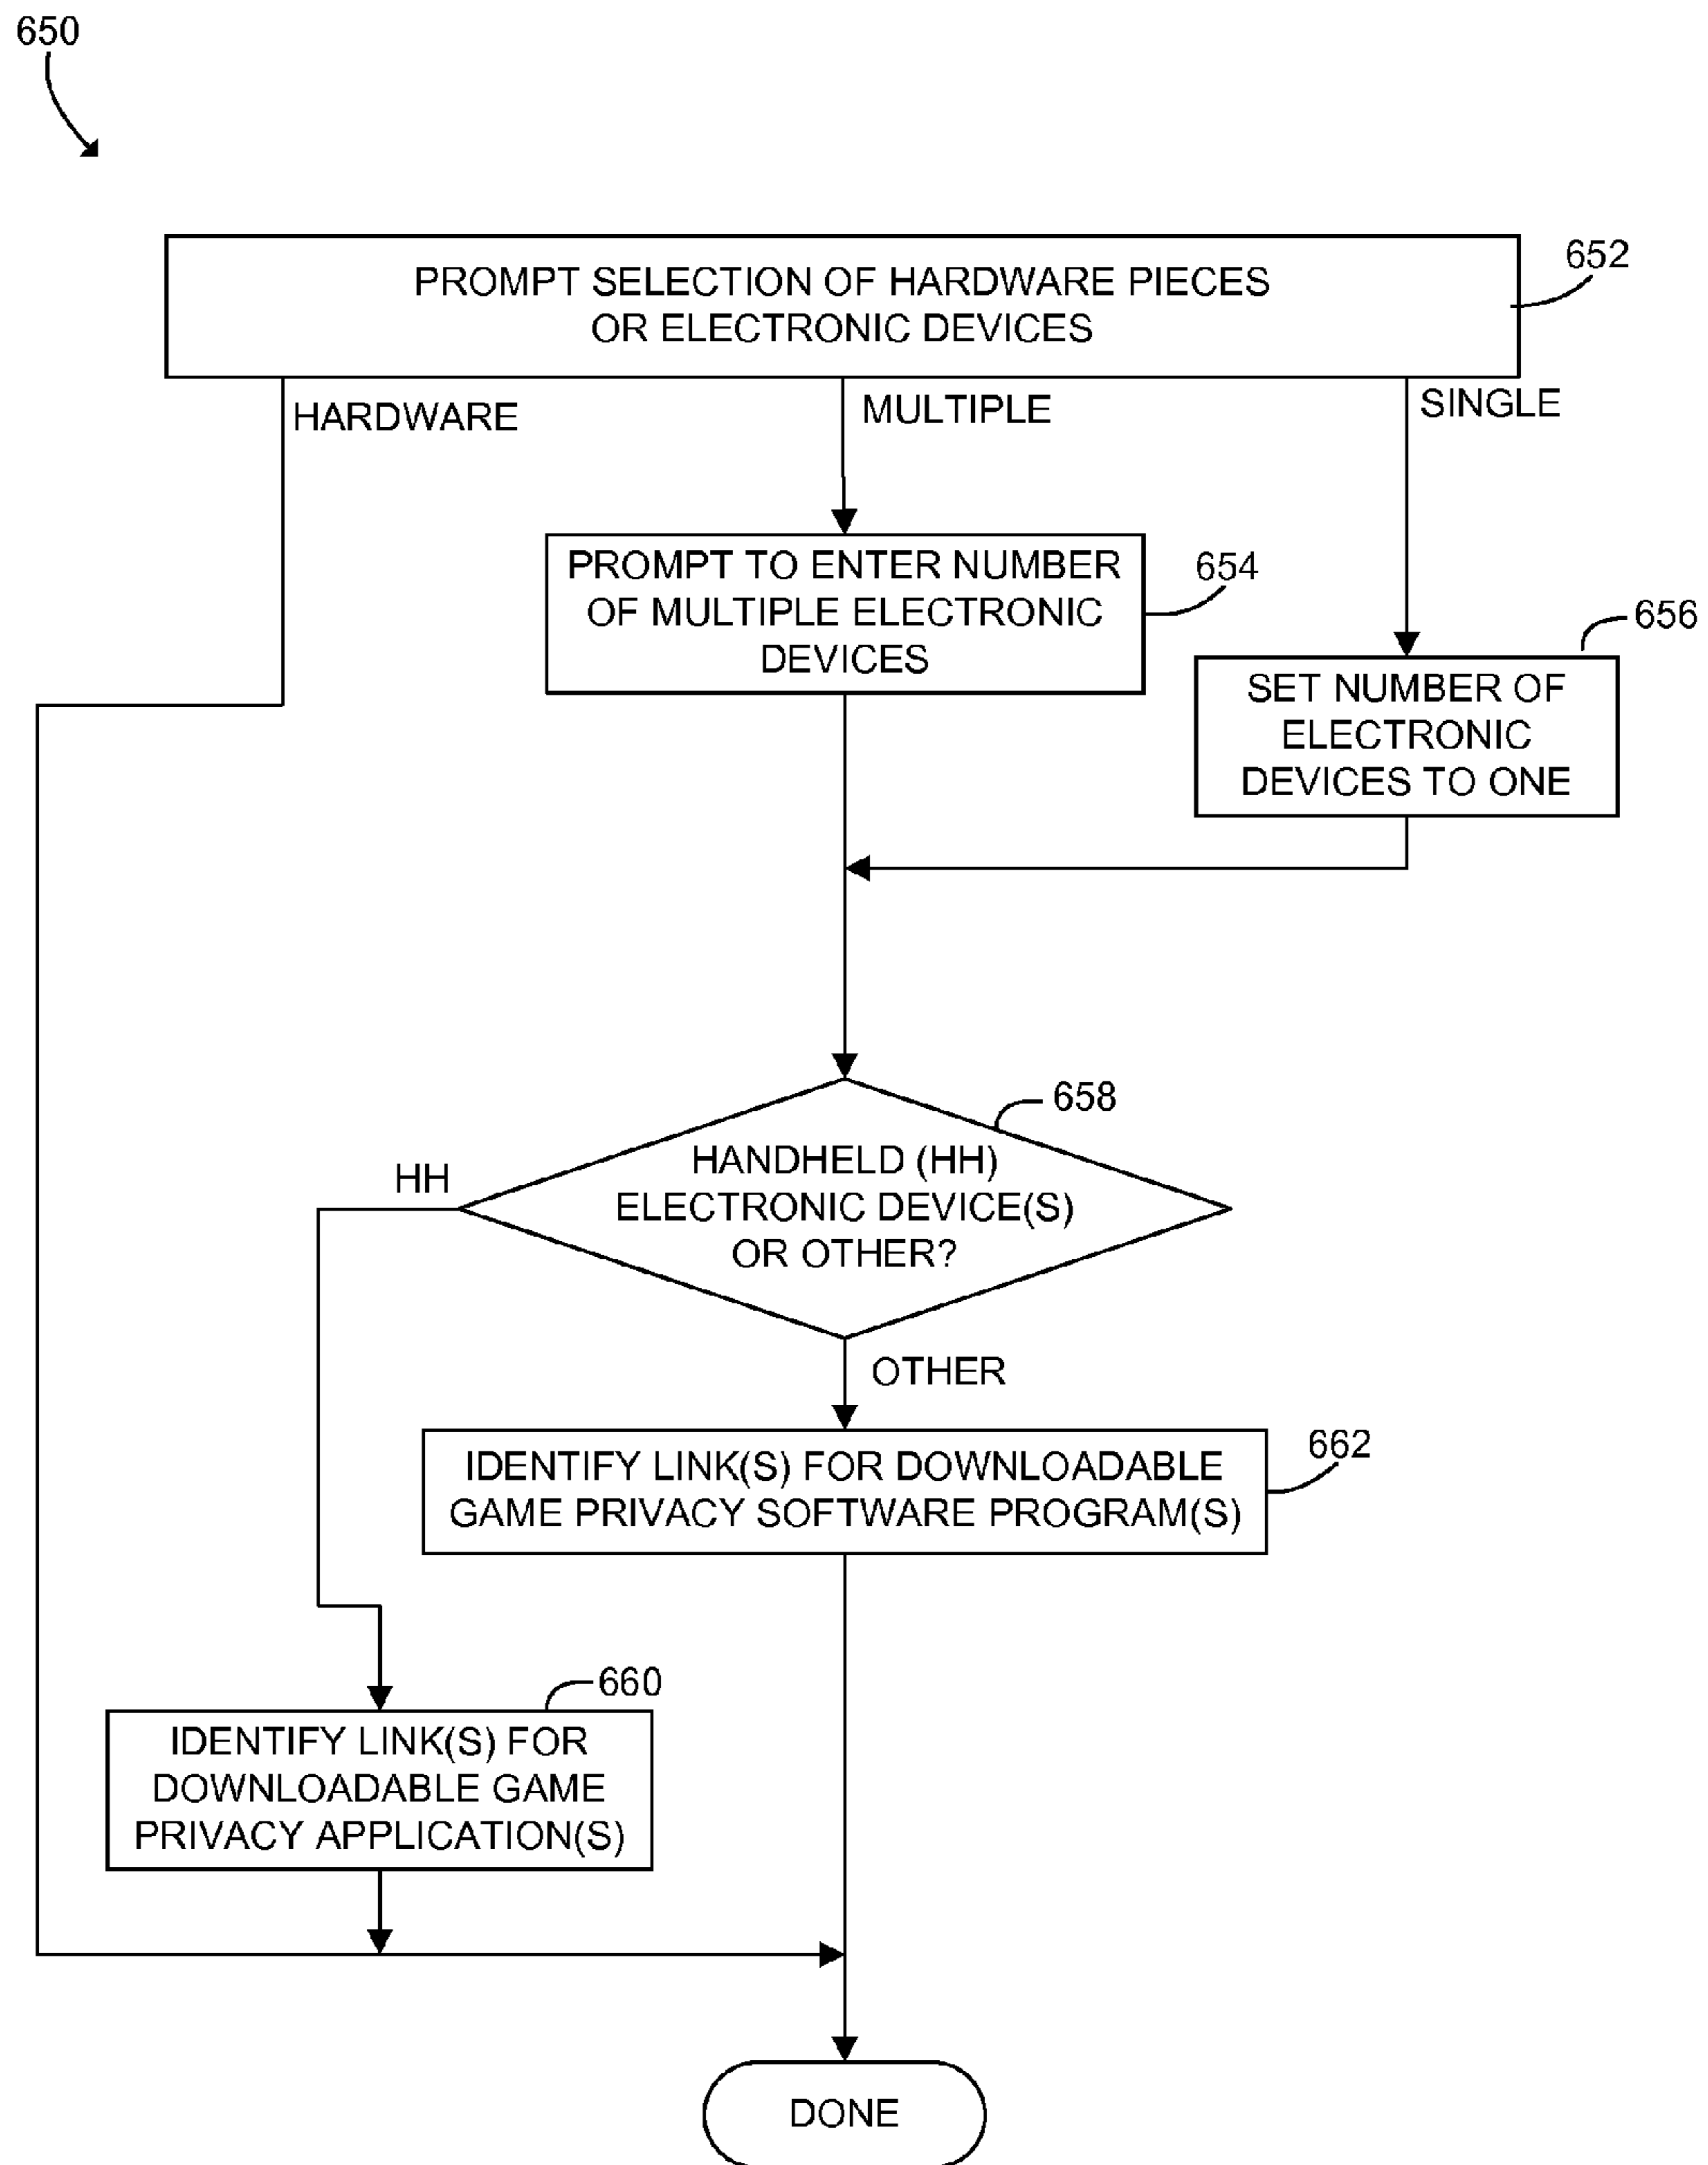 650
PROMPT SELECTION OF HARDWARE PIECES
OR ELECTRONIC DEVICES
652
HARDWARE
MULTIPLE
SINGLE
PROMPT TO ENTER NUMBER
OF MULTIPLE ELECTRONIC
DEVICES
654
656
SET NUMBER OF
ELECTRONIC
DEVICES TO ONE
658
HANDHELD (HH)
ELECTRONIC DEVICE(S)
OR OTHER?
HH
OTHER
IDENTIFY LINK(S) FOR DOWNLOADABLE
GAME PRIVACY SOFTWARE PROGRAM(S)
662
660
IDENTIFY LINK(S) FOR
DOWNLOADABLE GAME
PRIVACY APPLICATION(S)
DONE